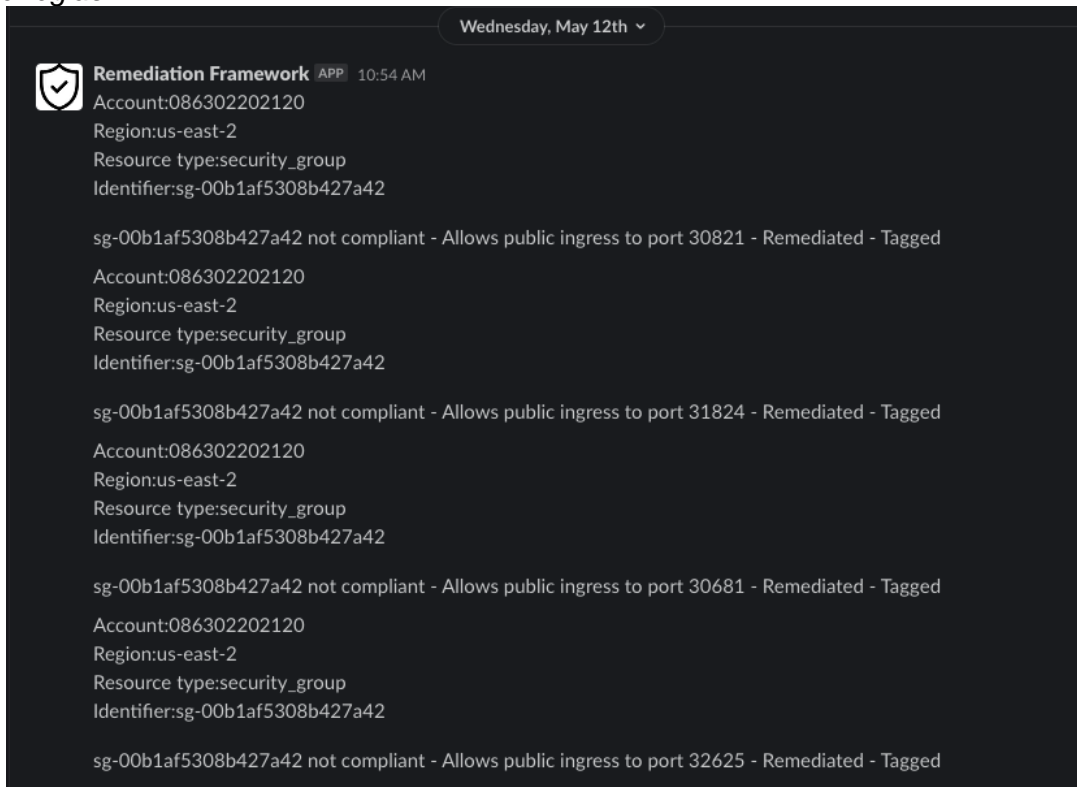 Wednesday, May 12th
Remediation Framework APP 10:54 AM
Account:086302202120
Region:us-east-2
Resource type:security_group
Identifier:sg-00b1af5308b427a42
sg-00b1af5308b427a42 not compliant - Allows public ingress to port 30821 - Remediated - Tagged
Account:086302202120
Region:us-east-2
Resource type:security_group
Identifier:sg-00b1af5308b427a42
sg-00b1af5308b427a42 not compliant - Allows public ingress to port 31824 - Remediated - Tagged
Account:086302202120
Region:us-east-2
Resource type:security_group
Identifier:sg-00b1af5308b427a42
sg-00b1af5308b427a42 not compliant - Allows public ingress to port 30681 - Remediated - Tagged
Account:086302202120
Region:us-east-2
Resource type:security_group
Identifier:sg-00b1af5308b427a42
sg-00b1af5308b427a42 not compliant - Allows public ingress to port 32625 - Remediated - Tagged